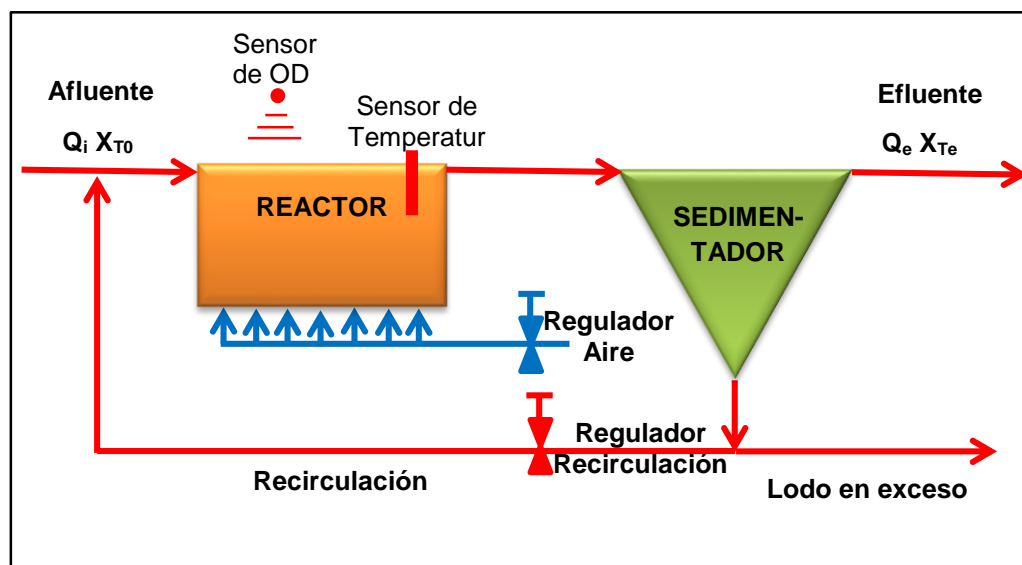 Sensor
de OD
Afluente
Qi XT0
Sensor de
Temperatur
Efluente
Qe XTe
REACTOR
SEDIMEN-
TADOR
Regulador
Aire
Regulador
Recirculación
Recirculación
Lodo en exceso